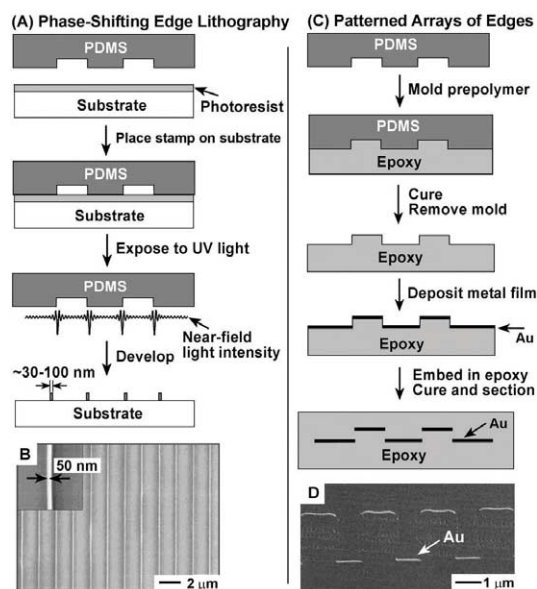 (A) Phase-Shifting Edge Lithography
PDMS
Photoresist
Substrate
Place stamp on substrate
PDMS
Substrate
Expose to UV light
PDMS
Near-field
light intensity
Develop
~30-100 nm
Substrate
B
50 nm
2 μm
(C) Patterned Arrays of Edges
PDMS
Mold prepolymer
PDMS
Epoxy
Cure
Remove mold
Epoxy
Deposit metal film
Epoxy
Au
Embed in epoxy
Cure and section
Au
Epoxy
D
Au
1 μm